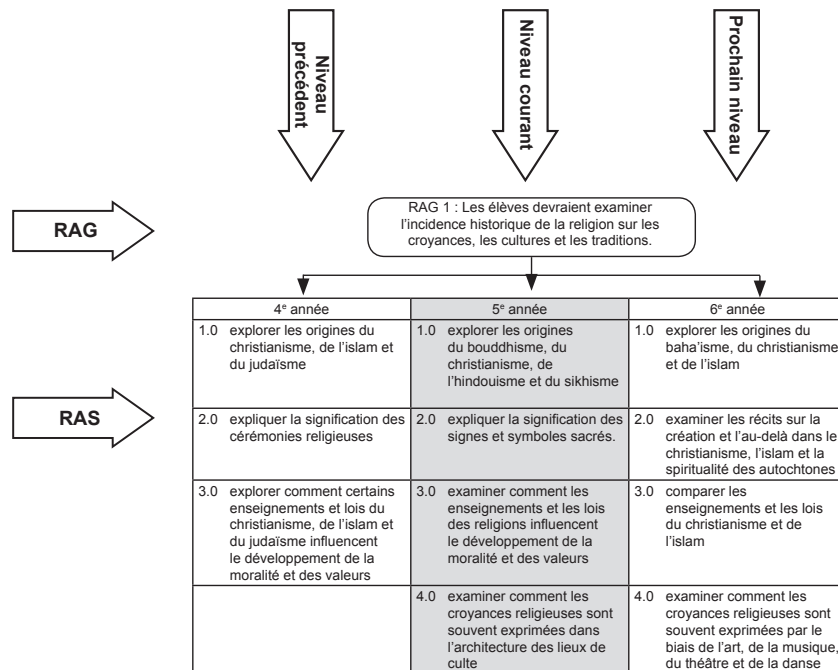 Niveau
précédent
Niveau courant
Prochain niveau
RAG
RAG 1 : Les élèves devraient examiner
l'incidence historique de la religion sur les
croyances, les cultures et les traditions.
4e année
5e année
6e année
RAS
1.0 explorer les origines du
christianisme, de l'islam et
du judaïsme
1.0 explorer les origines
du bouddhisme, du
christianisme, de
l'hindouisme et du sikhisme
1.0 explorer les origines du
baha'isme, du christianisme
et de l'islam
2.0 expliquer la signification des
cérémonies religieuses
2.0 expliquer la signification des
signes et symboles sacrés.
2.0 examiner les récits sur la
création et l'au-delà dans le
christianisme, l'islam et la
spiritualité des autochtones
3.0 explorer comment certains
enseignements et lois du
christianisme, de l'islam et
du judaïsme influencent
le développement de la
moralité et des valeurs
3.0 examiner comment les
enseignements et les lois
des religions influencent
le développement de la
moralité et des valeurs
3.0 comparer les
enseignements et les lois
du christianisme et de
l'islam
4.0 examiner comment les
croyances religieuses sont
souvent exprimées dans
l'architecture des lieux de
culte
4.0 examiner comment les
croyances religieuses sont
souvent exprimées par le
biais de l'art, de la musique,
du théâtre et de la danse